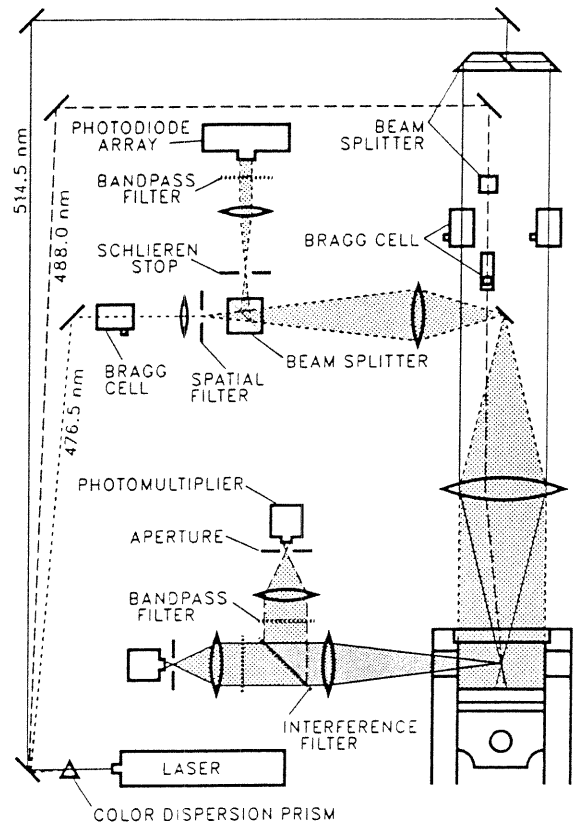 514.5 nm
488.0 nm
476.5 nm
PHOTODIODE
ARRAY
BANDPASS
FILTER
SCHLIEREN
STOP
BEAM
SPLITTER
BRAGG CELL
BRAGG
CELL
SPATIAL
FILTER
BEAM SPLITTER
PHOTOMULTIPLIER
APERTURE
BANDPASS
FILTER
INTERFERENCE
FILTER
LASER
COLOR DISPERSION PRISM